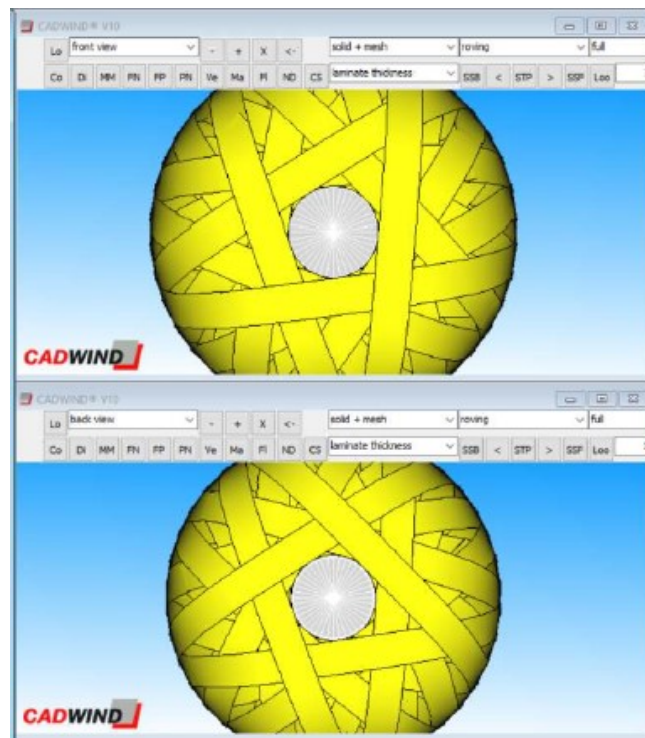 CADWIND® V10
Lo front view - + X <- solid + mesh roving full
Co Di MM FN FP PN Ve Ma Fl ND CS laminate thickness SSB < STP > SSF Loo
CADWIND
CADWIND® V10
Lo back view - + X <- solid + mesh roving full
Co Di MM FN FP PN Ve Ma Fl ND CS laminate thickness SSB < STP > SSF Loo
CADWIND